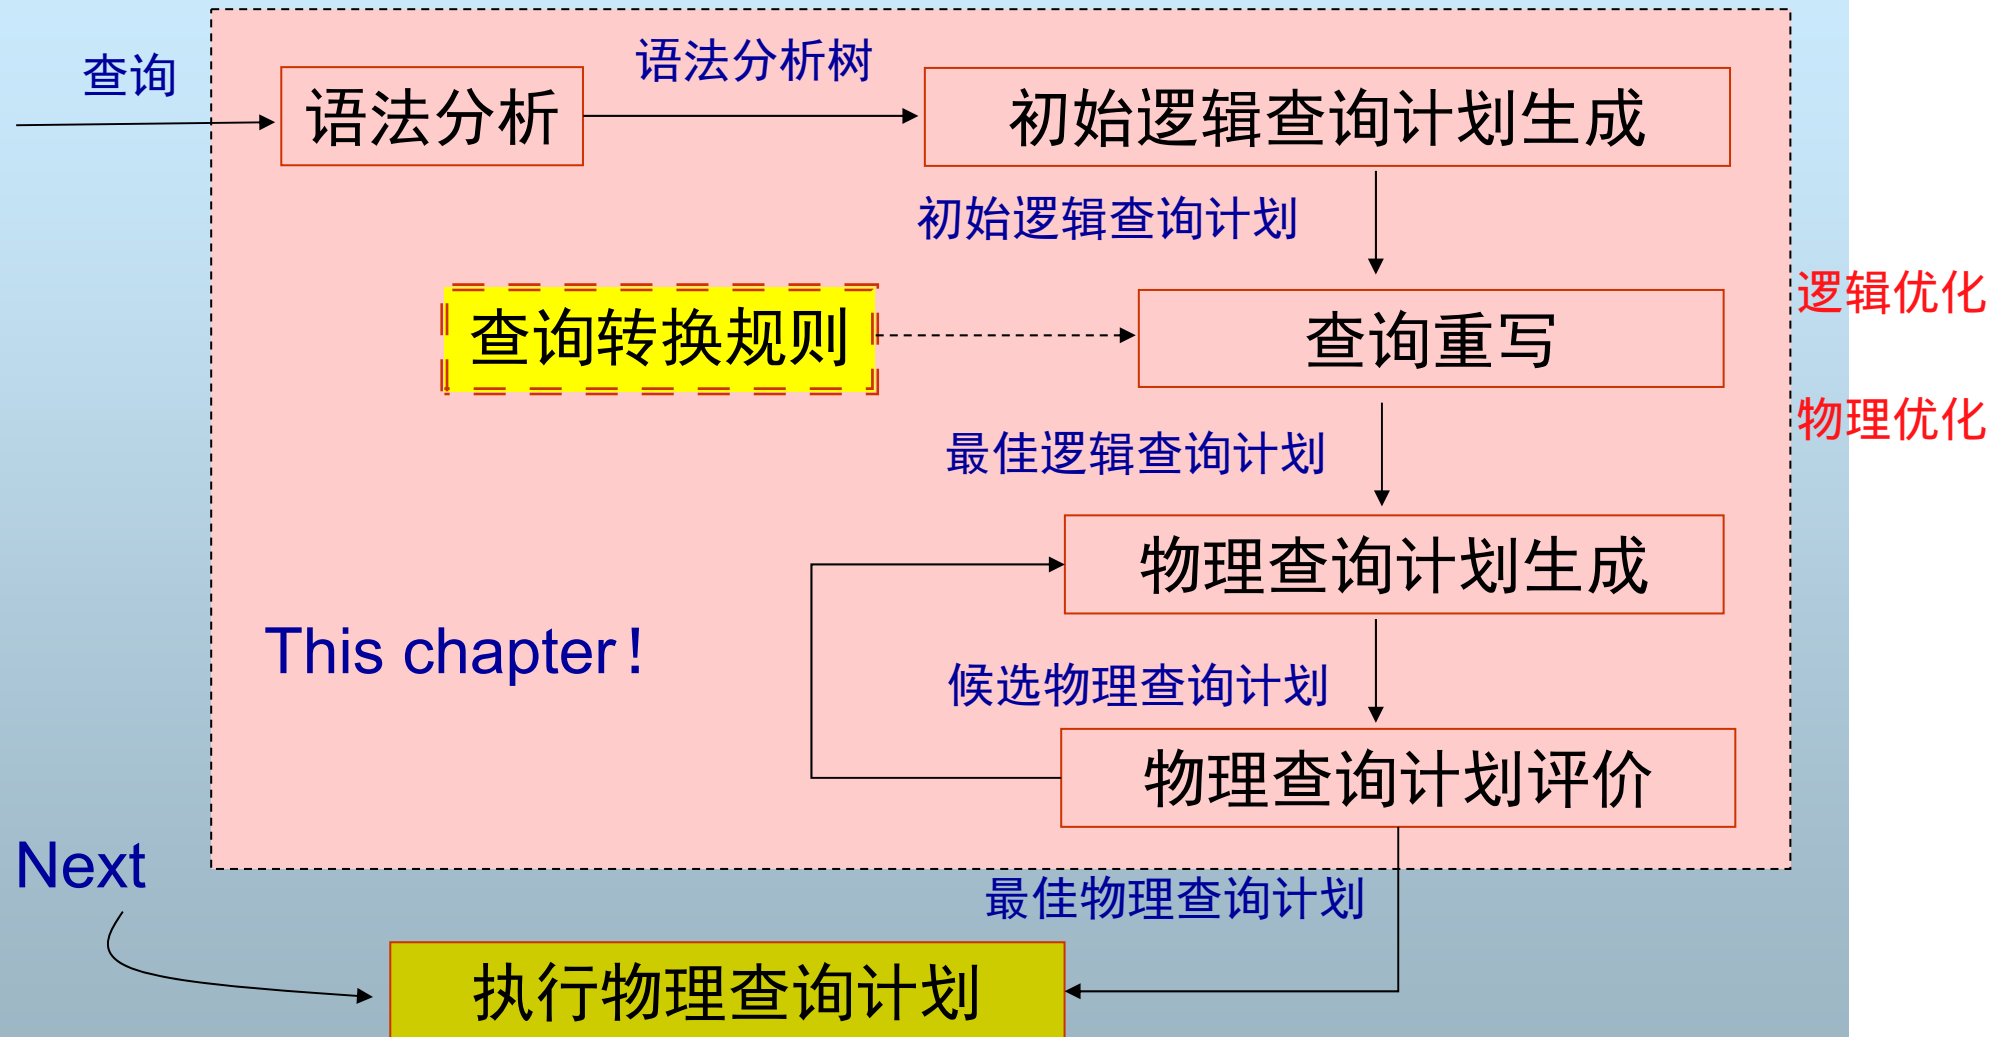 查询
语法分析
语法分析树
初始逻辑查询计划生成
初始逻辑查询计划
查询转换规则
查询重写
逻辑优化
物理优化
最佳逻辑查询计划
物理查询计划生成
This chapter！
候选物理查询计划
物理查询计划评价
Next
最佳物理查询计划
执行物理查询计划